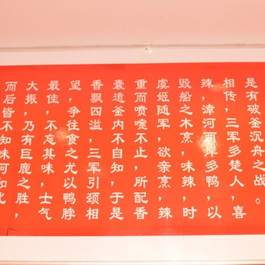 是有破釜沉舟之战。
相传,三军多楚人,喜
辣,漳河两岸多鸭,以
毁船之木烹,味辣,时
虞姬随军,欲亲烹,辣
重而喷嚏不止,所配香
囊遗釜内不自知,于是
香飘四溢,三军引颈相
望,争往食之尤以鸭脖
最佳,不忘其味,士气
大振,乃有巨鹿之胜,
而后皆不知味何如此